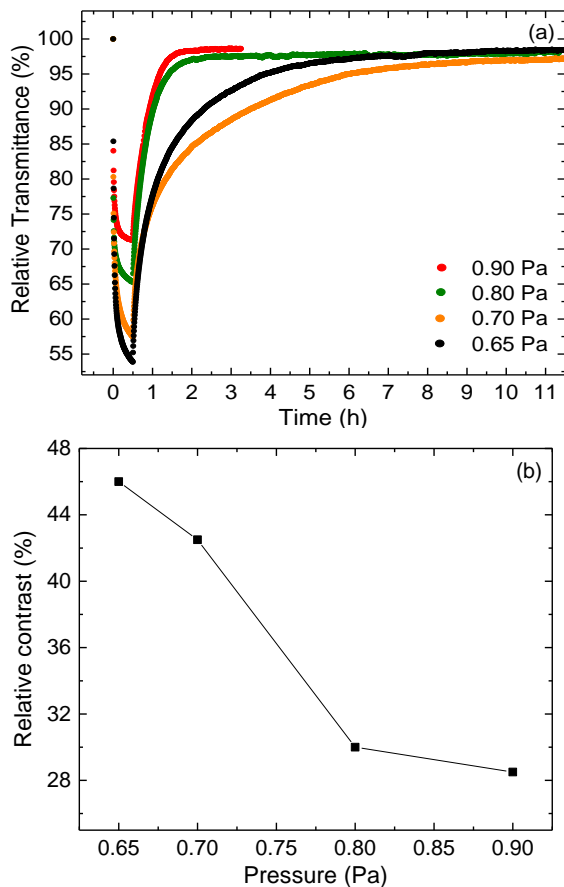 (a)
Relative Transmittance (%)
100
95
90
85
80
75
70
65
60
55
0.90 Pa
0.80 Pa
0.70 Pa
0.65 Pa
0 1 2 3 4 5 6 7 8 9 10 11
Time (h)
(b)
Relative contrast (%)
48
44
40
36
32
28
0.65 0.70 0.75 0.80 0.85 0.90
Pressure (Pa)